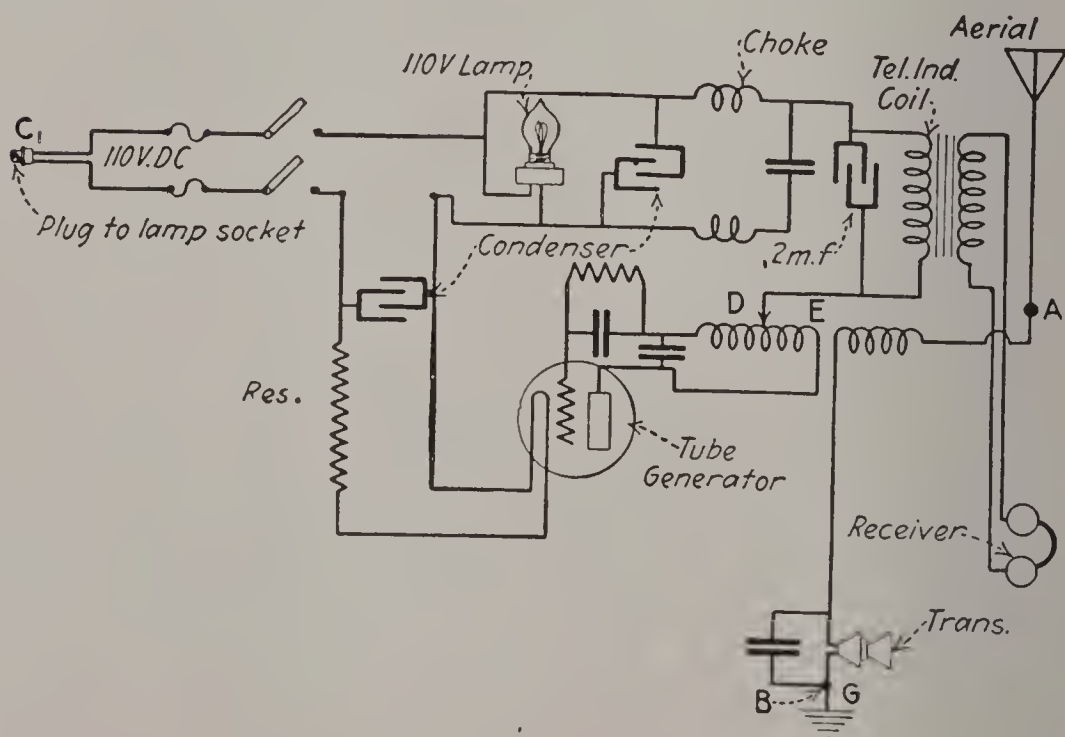 Aerial
Choke
110V Lamp
Tel. Ind.
Coil
C1
110V. DC
Plug to lamp socket
Condenser
.2m.f
D
E
A
Res.
Tube
Generator
Receiver
Trans.
B
G